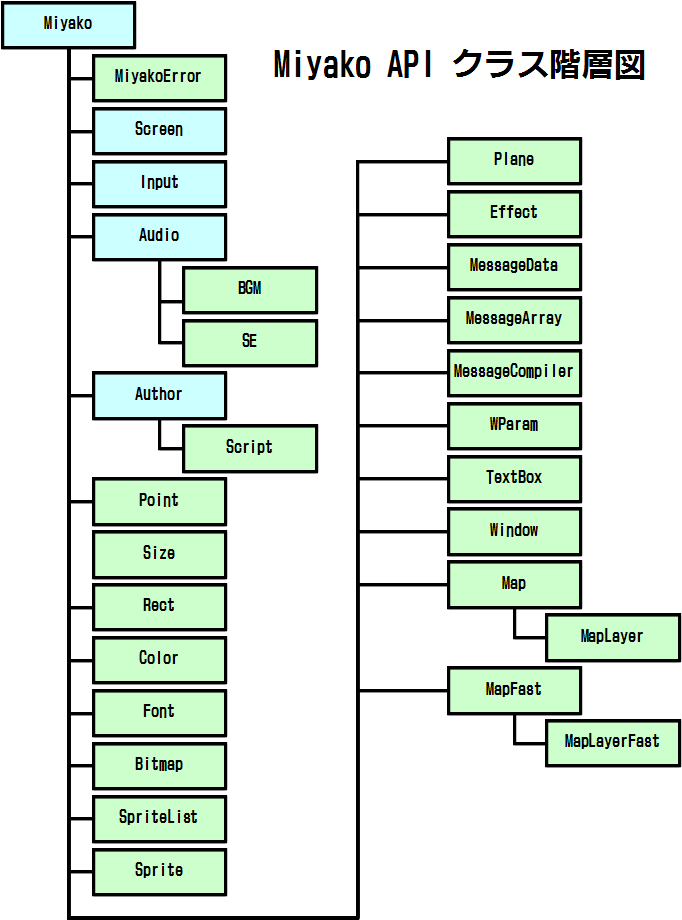 Miyako
Miyako API クラス階層図
MiyakoError
Screen
Input
Audio
BGM
SE
Author
Script
Point
Size
Rect
Color
Font
Bitmap
SpriteList
Sprite
Plane
Effect
MessageData
MessageArray
MessageCompiler
WParam
TextBox
Window
Map
MapLayer
MapFast
MapLayerFast